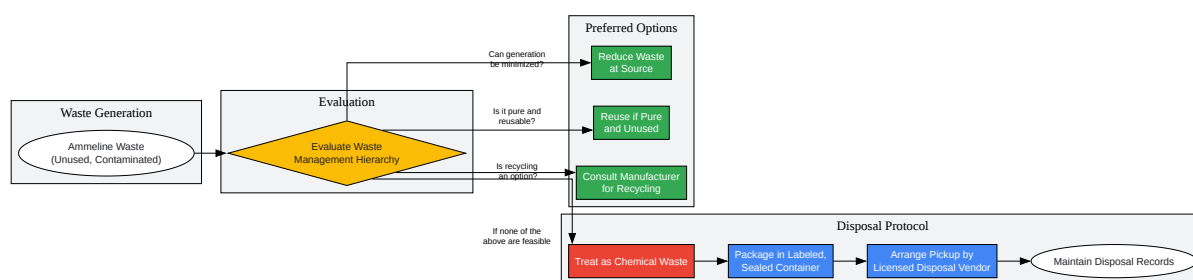 Waste Generation
Ammeline Waste
(Unused, Contaminated)
Evaluation
Evaluate Waste
Management Hierarchy
Can generation
be minimized?
Is it pure and
reusable?
Is recycling
an option?
If none of the
above are feasible
Preferred Options
Reduce Waste
at Source
Reuse if Pure
and Unused
Consult Manufacturer
for Recycling
Disposal Protocol
Treat as Chemical Waste
Package in Labeled,
Sealed Container
Arrange Pickup by
Licensed Disposal Vendor
Maintain Disposal Records